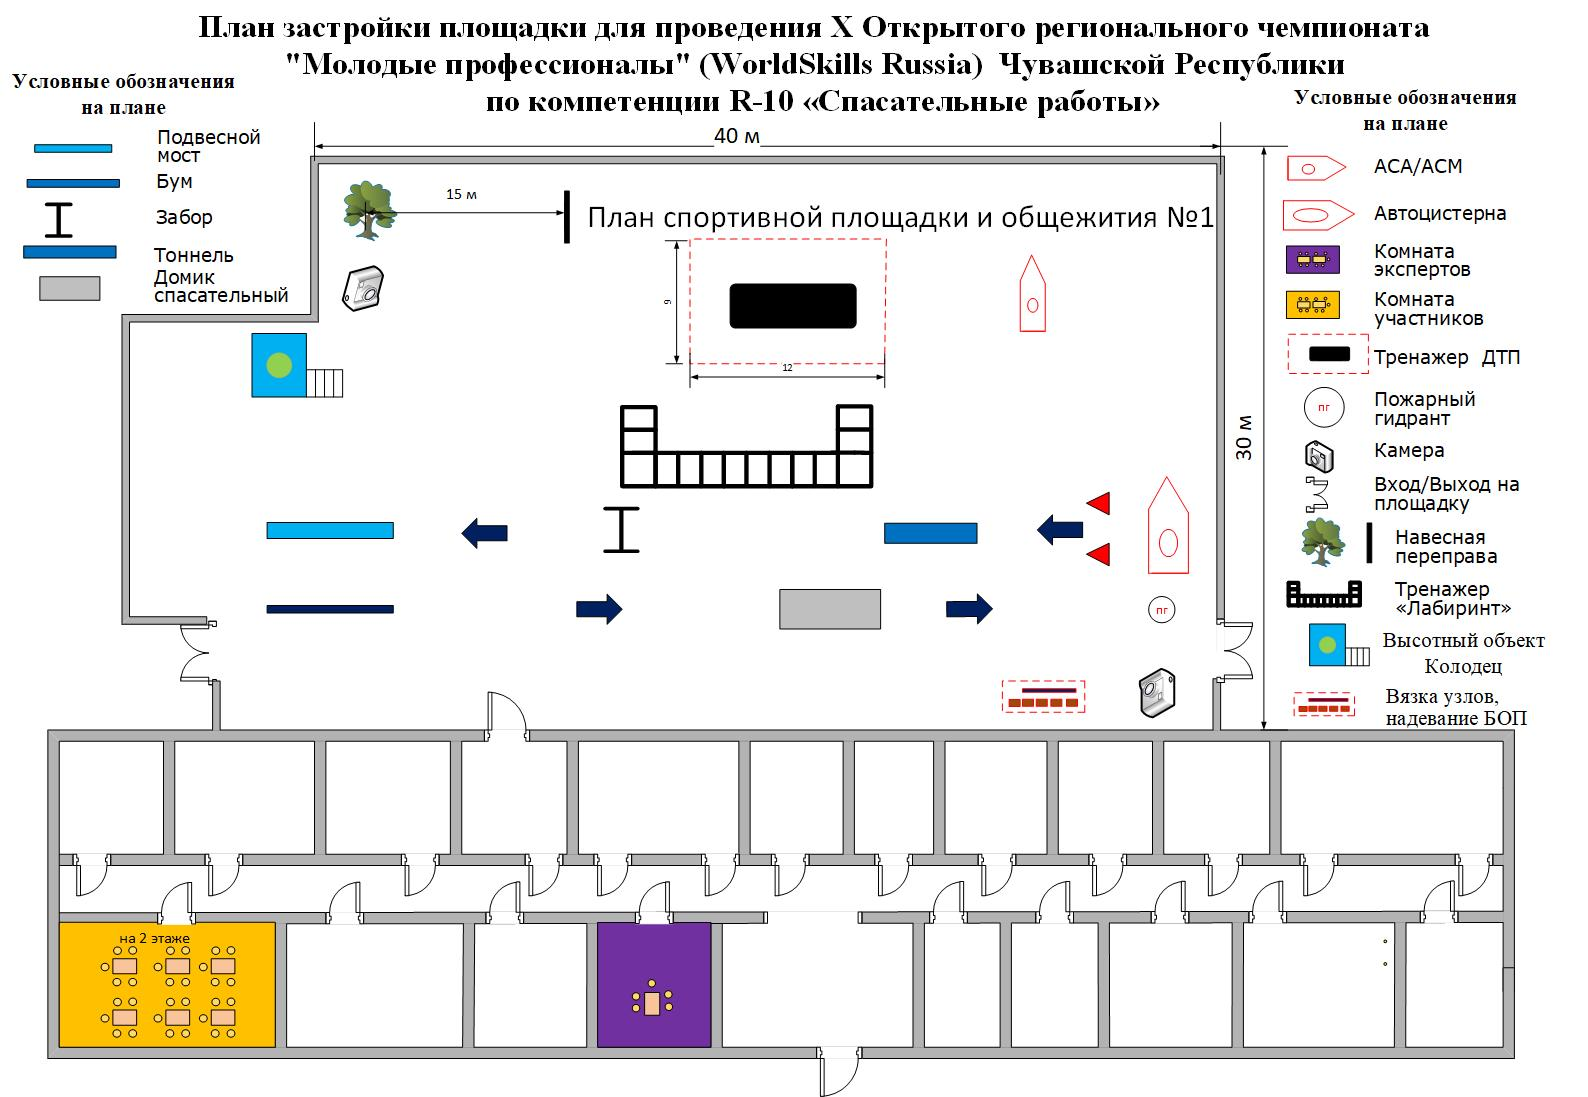 План застройки площадки для проведения X Открытого регионального чемпионата
"Молодые профессионалы" (WorldSkills Russia) Чувашской Республики
по компетенции R-10 «Спасательные работы»
Условные обозначения
на плане
Подвесной
мост
Бум
Забор
Тоннель
Домик
спасательный
40 м
15 м
План спортивной площадки и общежития №1
9
12
30 м
пг
на 2 этаже
Условные обозначения
на плане
АСА/АСМ
Автоцистерна
Комната
экспертов
Комната
участников
Тренажер ДТП
пг
Пожарный
гидрант
Камера
Вход/Выход на
площадку
Навесная
переправа
Тренажер
«Лабиринт»
Высотный объект
Колодец
Вязка узлов,
надевание БОП